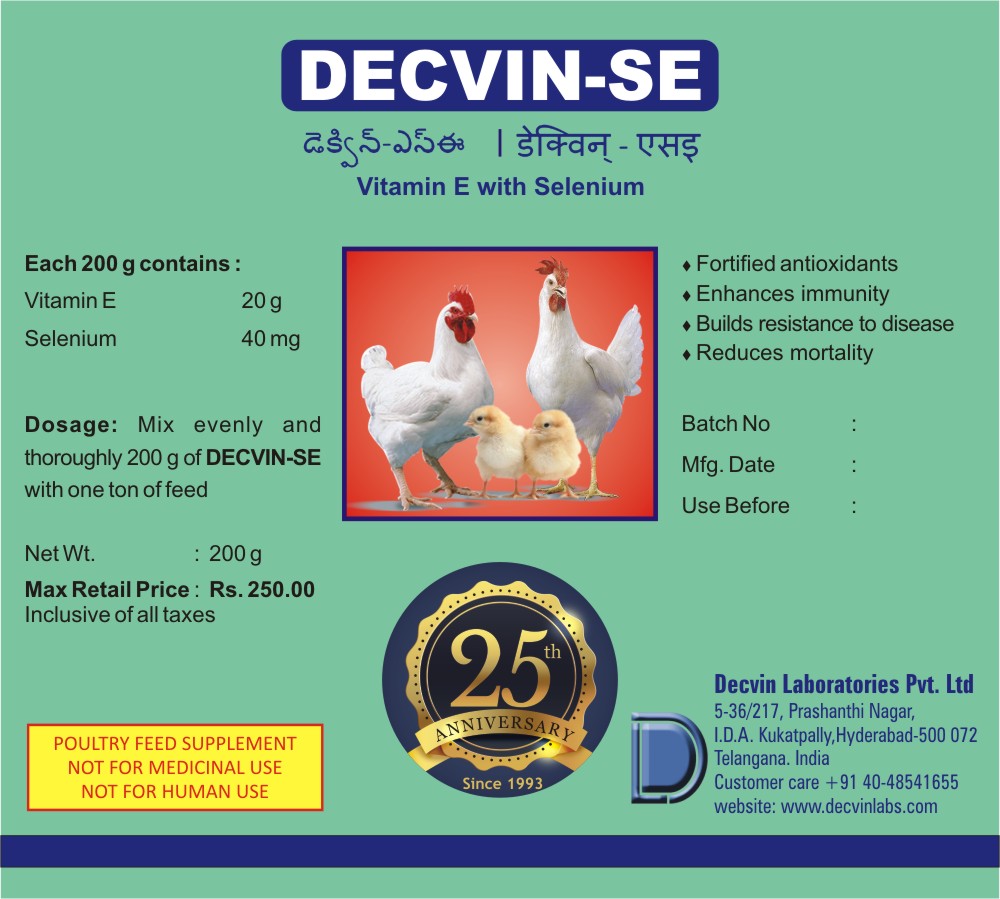 DECVIN-SE
డెక్విన్-ఎస్ఈ | डेक्विन् - एसइ
Vitamin E with Selenium
Each 200 g contains :
Vitamin E 20 g
Selenium 40 mg
Dosage: Mix evenly and
thoroughly 200 g of DECVIN-SE
with one ton of feed
Net Wt. : 200 g
Max Retail Price : Rs. 250.00
Inclusive of all taxes
POULTRY FEED SUPPLEMENT
NOT FOR MEDICINAL USE
NOT FOR HUMAN USE
♦ Fortified antioxidants
♦ Enhances immunity
♦ Builds resistance to disease
♦ Reduces mortality
Batch No :
Mfg. Date :
Use Before :
25th
ANNIVERSARY
Since 1993
Decvin Laboratories Pvt. Ltd
5-36/217, Prashanthi Nagar,
I.D.A. Kukatpally,Hyderabad-500 072
Telangana. India
Customer care +91 40-48541655
website: www.decvinlabs.com